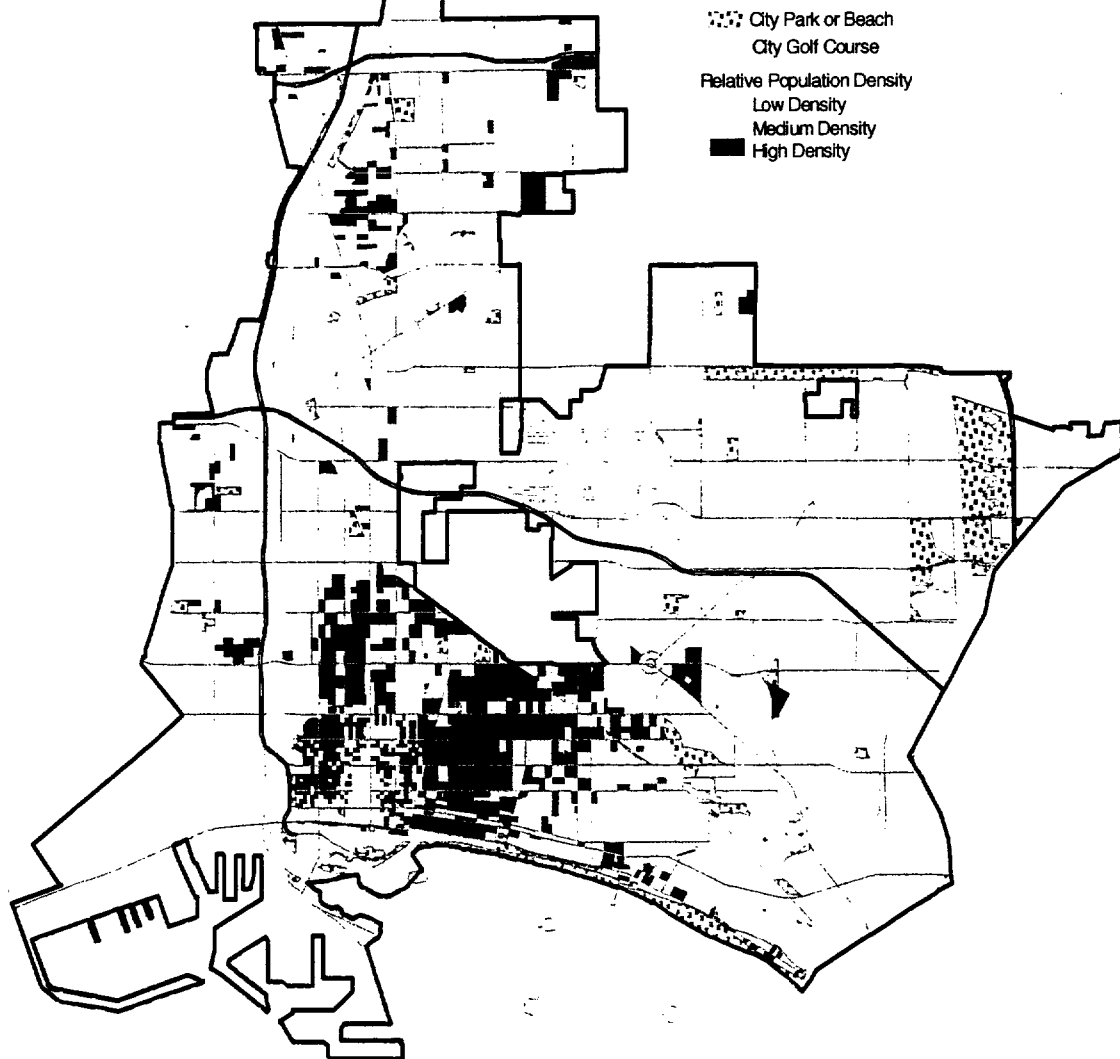 City Park or Beach
City Golf Course
Relative Population Density
Low Density
Medium Density
High Density